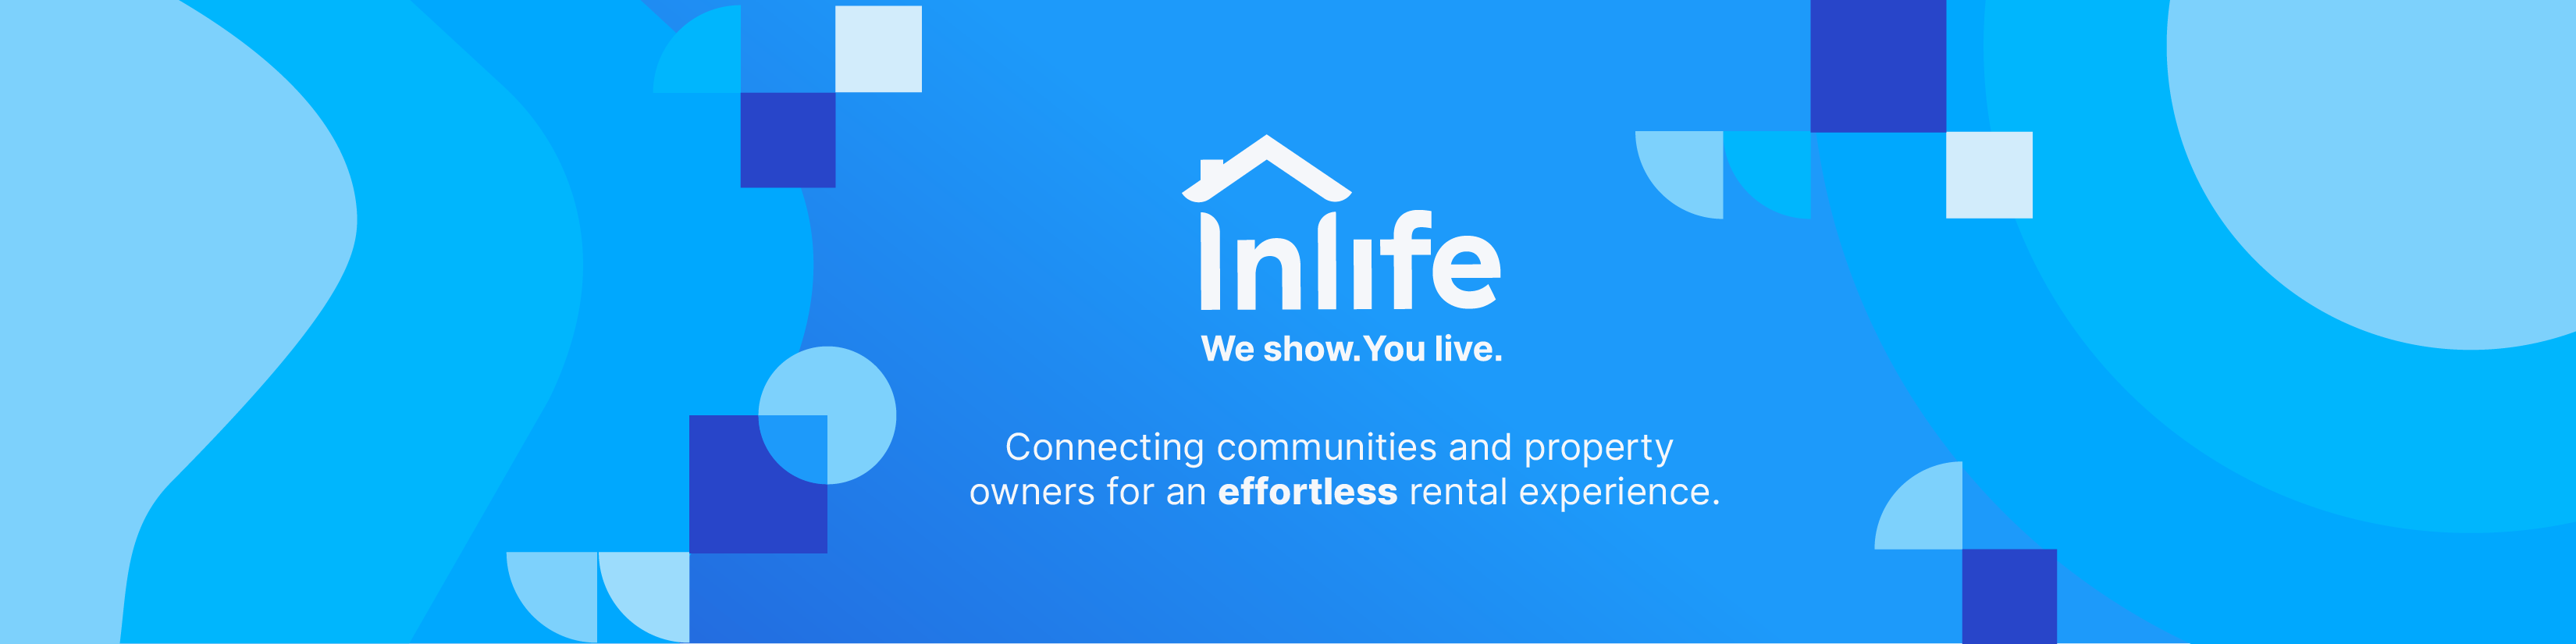 Inlife
We show.You live.
Connecting communities and property
owners for an effortless rental experience.